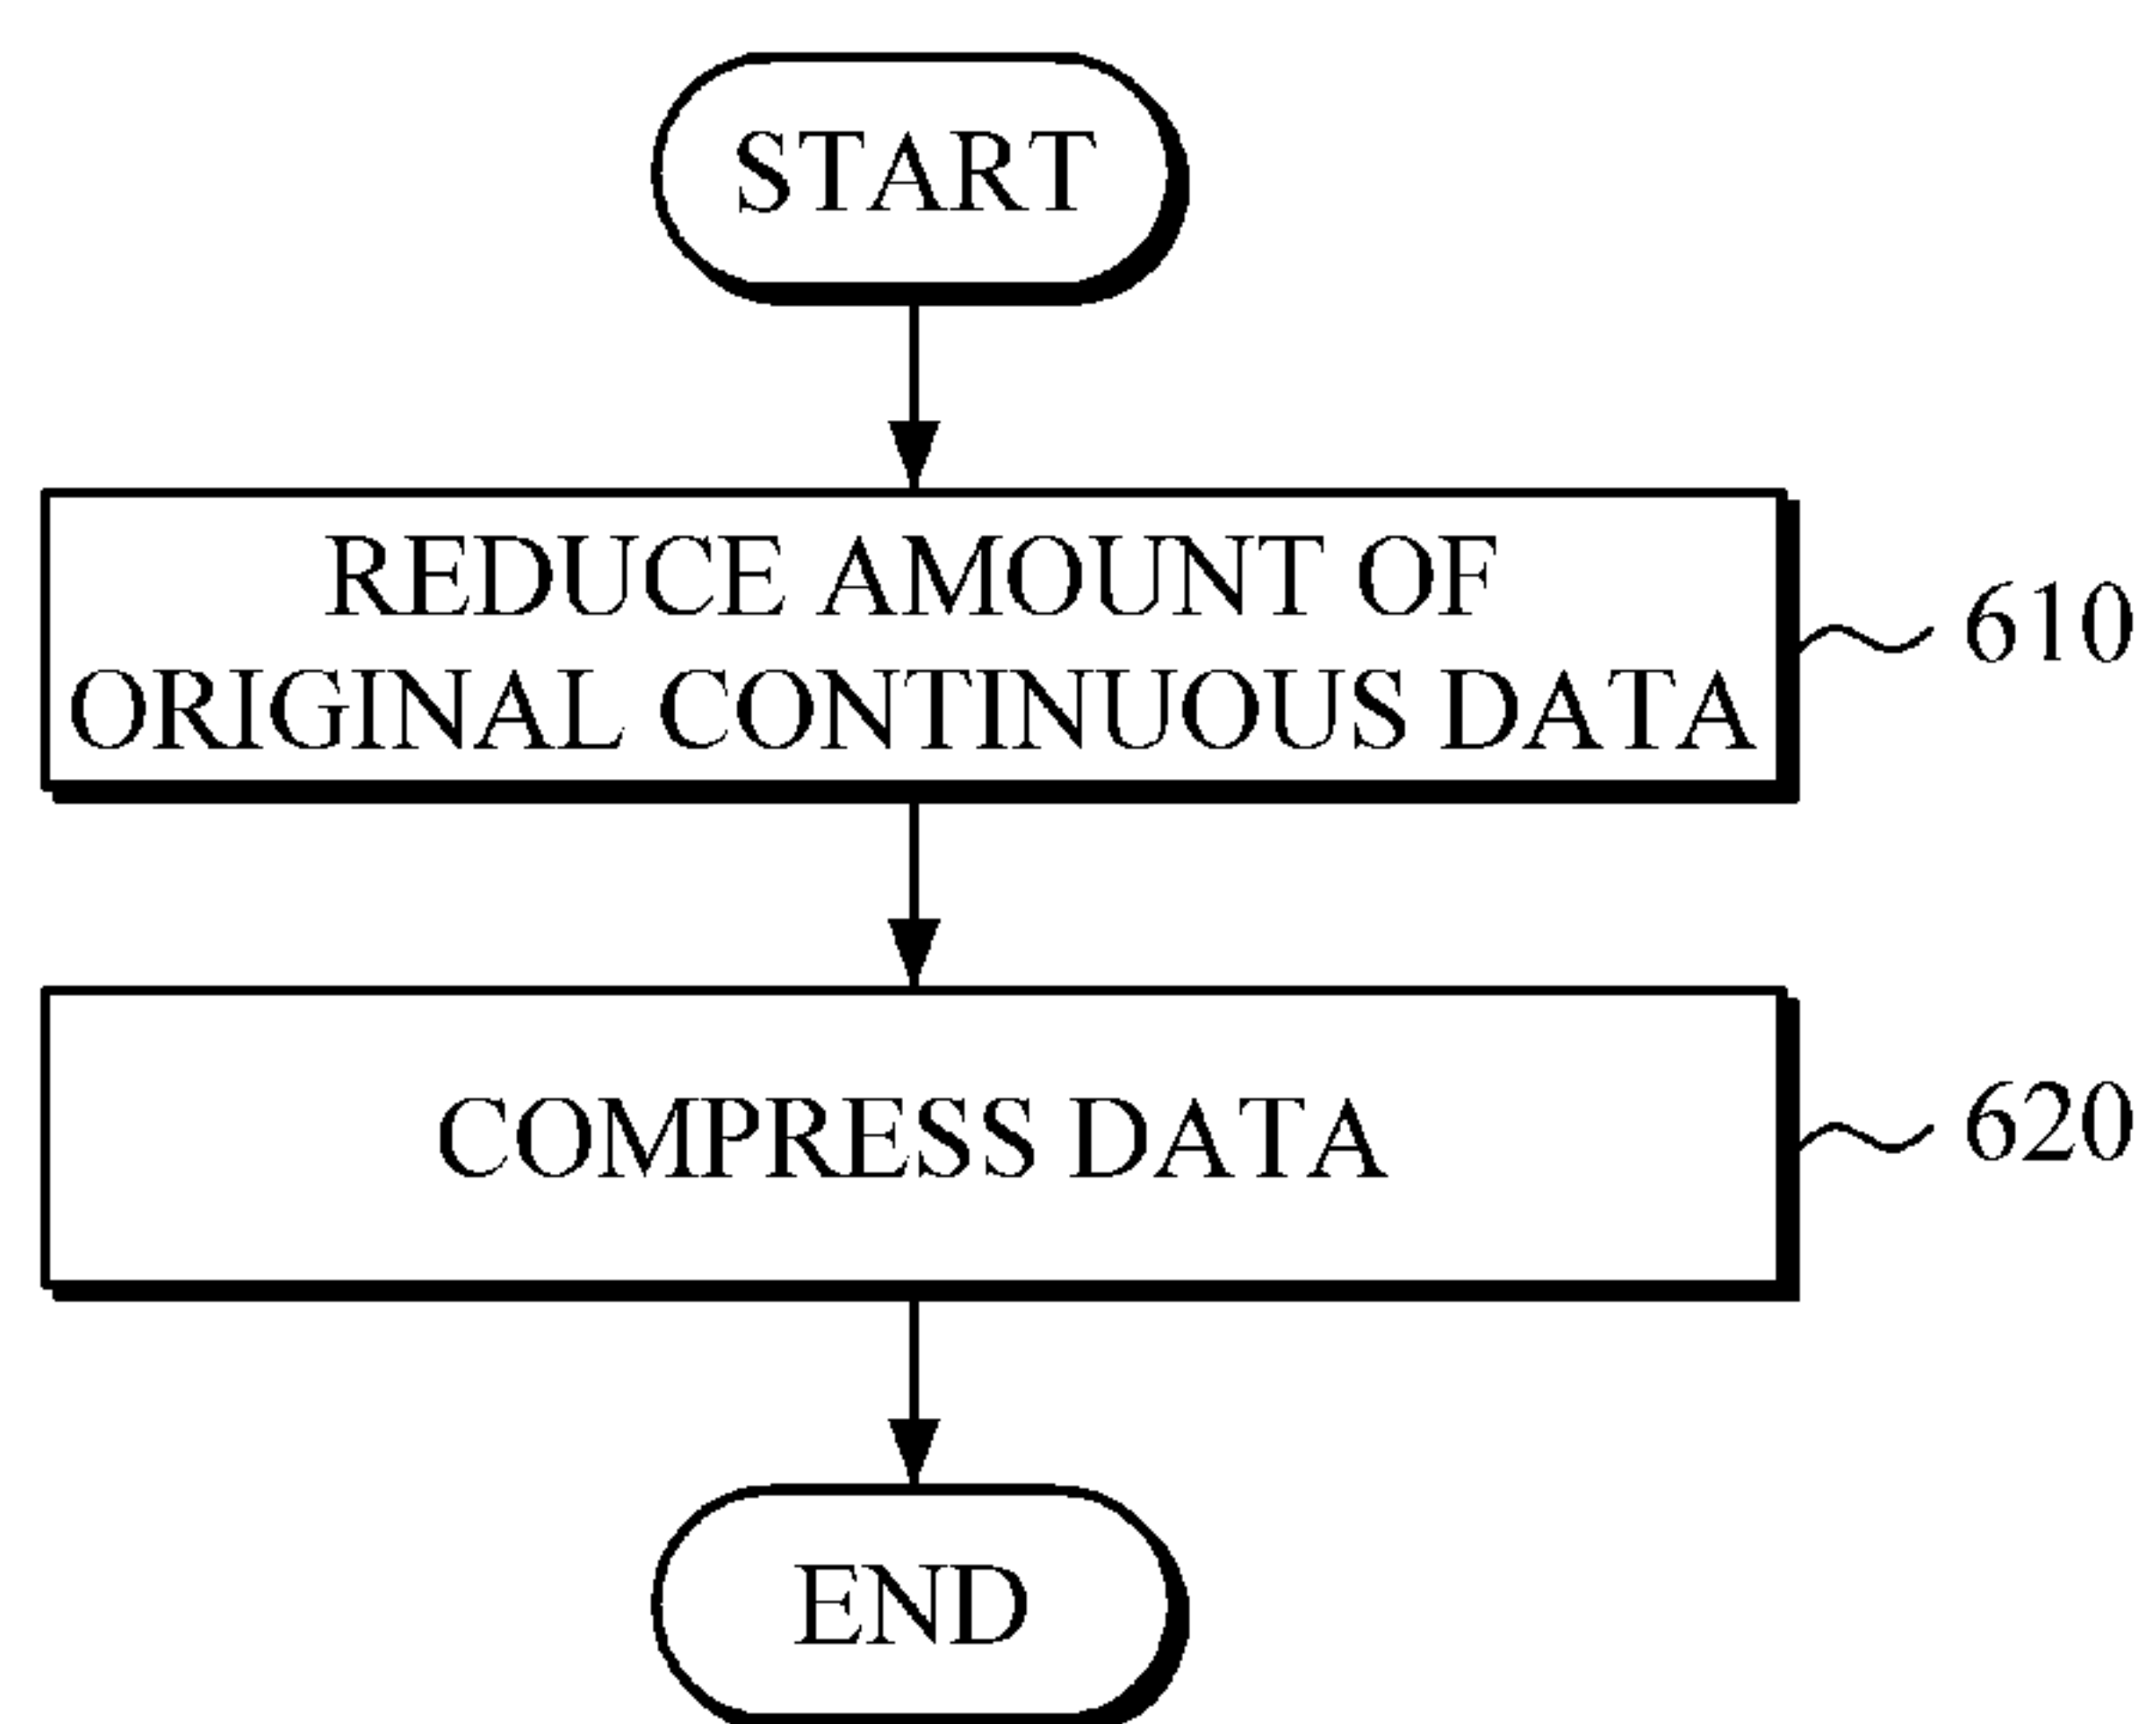 START
REDUCE AMOUNT OF
ORIGINAL CONTINUOUS DATA
610
COMPRESS DATA
620
END